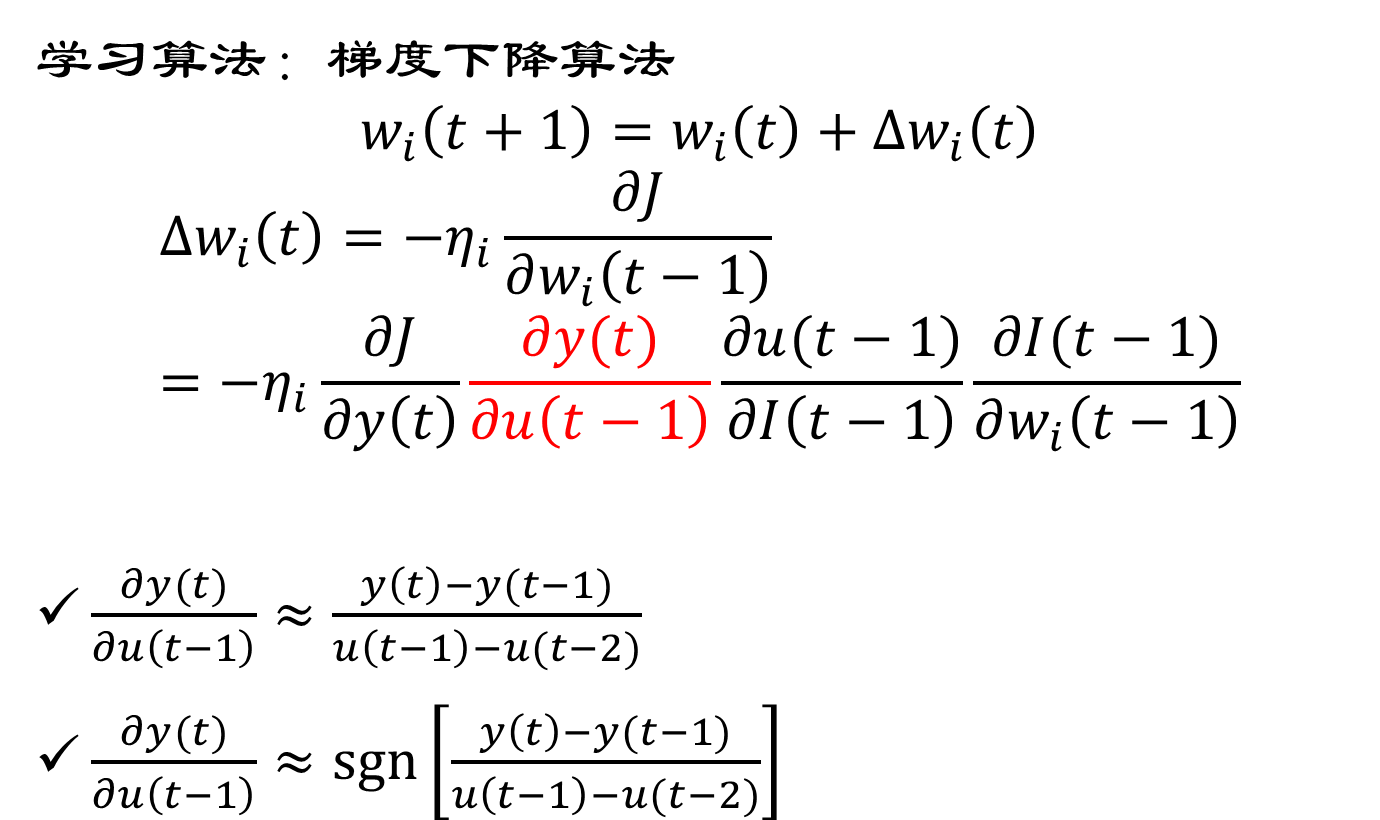 学习算法：梯度下降算法
w_i(t + 1) = w_i(t) + Δw_i(t)
Δw_i(t) = −η_i ∂J/∂w_i(t − 1)
= −η_i ∂J/∂y(t) ∂y(t)/∂u(t − 1) ∂u(t − 1)/∂I(t − 1) ∂I(t − 1)/∂w_i(t − 1)
✓ ∂y(t)/∂u(t−1) ≈ (y(t)−y(t−1))/(u(t−1)−u(t−2))
✓ ∂y(t)/∂u(t−1) ≈ sgn [(y(t)−y(t−1))/(u(t−1)−u(t−2))]